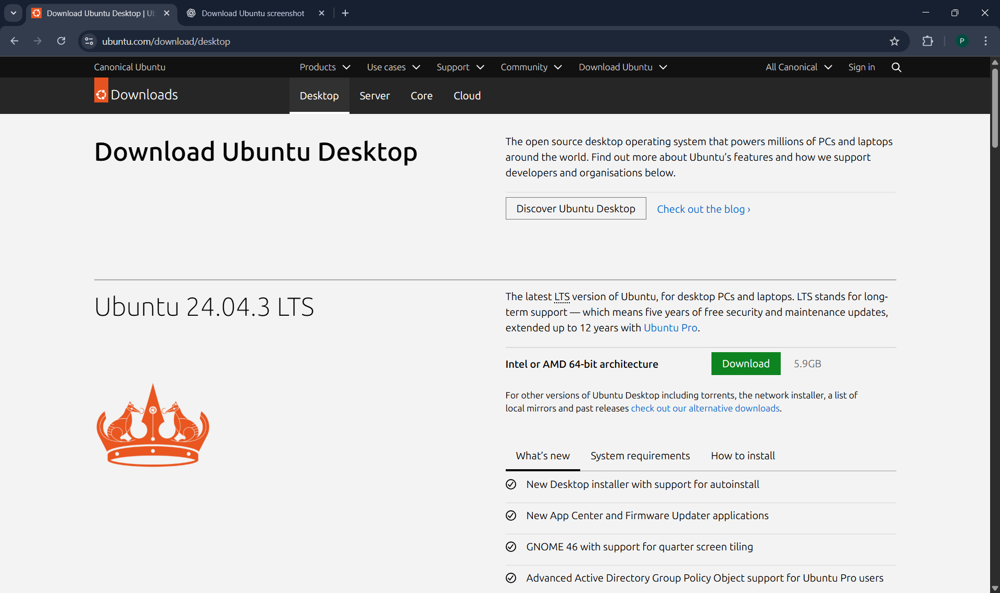 Download Ubuntu Desktop | Ub
Download Ubuntu screenshot
ubuntu.com/download/desktop
P
Canonical Ubuntu
Products
Use cases
Support
Community
Download Ubuntu
All Canonical
Sign in
Downloads
Desktop
Server
Core
Cloud
Download Ubuntu Desktop
The open source desktop operating system that powers millions of PCs and laptops
around the world. Find out more about Ubuntu’s features and how we support
developers and organisations below.
Discover Ubuntu Desktop
Check out the blog ›
Ubuntu 24.04.3 LTS
The latest LTS version of Ubuntu, for desktop PCs and laptops. LTS stands for long-
term support — which means five years of free security and maintenance updates,
extended up to 12 years with Ubuntu Pro.
Intel or AMD 64-bit architecture
Download
5.9GB
For other versions of Ubuntu Desktop including torrents, the network installer, a list of
local mirrors and past releases check out our alternative downloads.
What’s new
System requirements
How to install
New Desktop installer with support for autoinstall
New App Center and Firmware Updater applications
GNOME 46 with support for quarter screen tiling
Advanced Active Directory Group Policy Object support for Ubuntu Pro users